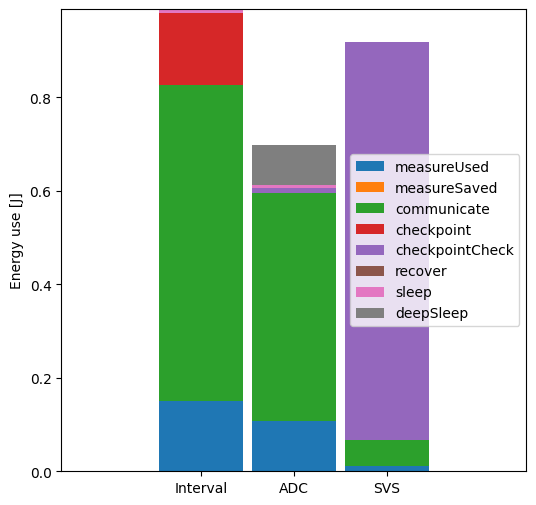 Energy use [J]
0.8
0.6
0.4
0.2
0.0
measureUsed
measureSaved
communicate
checkpoint
checkpointCheck
recover
sleep
deepSleep
Interval ADC SVS